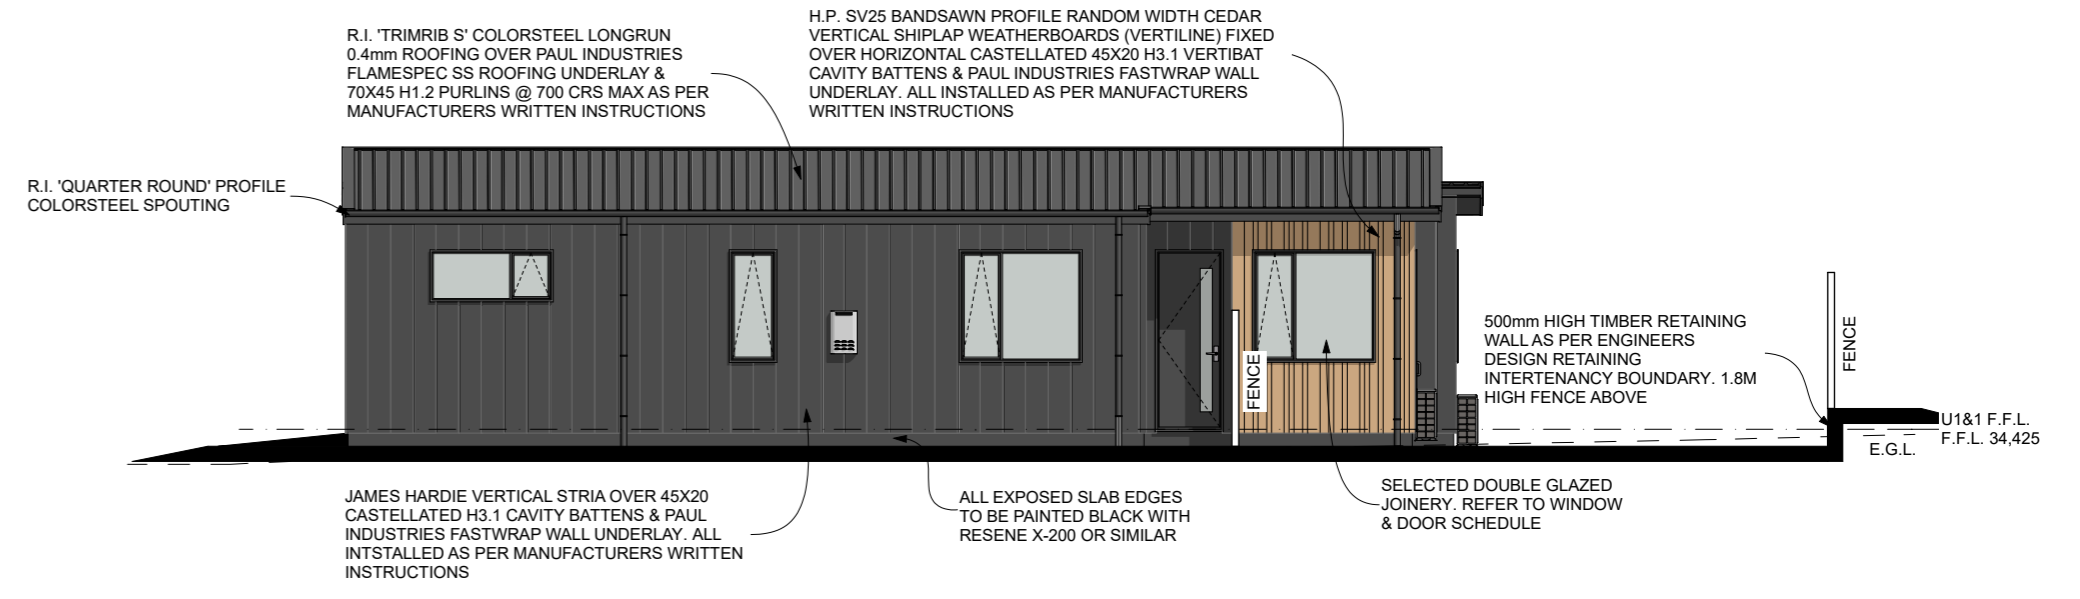 R.I. 'TRIMRIB S' COLORSTEEL LONGRUN
0.4mm ROOFING OVER PAUL INDUSTRIES
FLAMESPEC SS ROOFING UNDERLAY &
70X45 H1.2 PURLINS @ 700 CRS MAX AS PER
MANUFACTURERS WRITTEN INSTRUCTIONS
H.P. SV25 BANDSAWN PROFILE RANDOM WIDTH CEDAR
VERTICAL SHIPLAP WEATHERBOARDS (VERTILINE) FIXED
OVER HORIZONTAL CASTELLATED 45X20 H3.1 VERTIBAT
CAVITY BATTENS & PAUL INDUSTRIES FASTWRAP WALL
UNDERLAY. ALL INSTALLED AS PER MANUFACTURERS
WRITTEN INSTRUCTIONS
R.I. 'QUARTER ROUND' PROFILE
COLORSTEEL SPOUTING
500mm HIGH TIMBER RETAINING
WALL AS PER ENGINEERS
DESIGN RETAINING
INTERTENANCY BOUNDARY. 1.8M
HIGH FENCE ABOVE
FENCE
FENCE
U1&1 F.F.L.
F.F.L. 34,425
E.G.L.
JAMES HARDIE VERTICAL STRIA OVER 45X20
CASTELLATED H3.1 CAVITY BATTENS & PAUL
INDUSTRIES FASTWRAP WALL UNDERLAY. ALL
INTSTALLED AS PER MANUFACTURERS WRITTEN
INSTRUCTIONS
ALL EXPOSED SLAB EDGES
TO BE PAINTED BLACK WITH
RESENE X-200 OR SIMILAR
SELECTED DOUBLE GLAZED
JOINERY. REFER TO WINDOW
& DOOR SCHEDULE